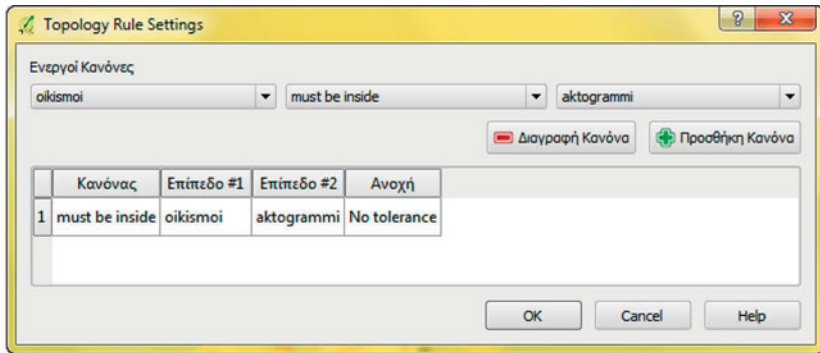 Topology Rule Settings
Ενεργοί Κανόνες
oikismoi must be inside aktogrammi
Διαγραφή Κανόνα Προσθήκη Κανόνα
Κανόνας Επίπεδο #1 Επίπεδο #2 Ανοχή
1 must be inside oikismoi aktogrammi No tolerance
OK Cancel Help